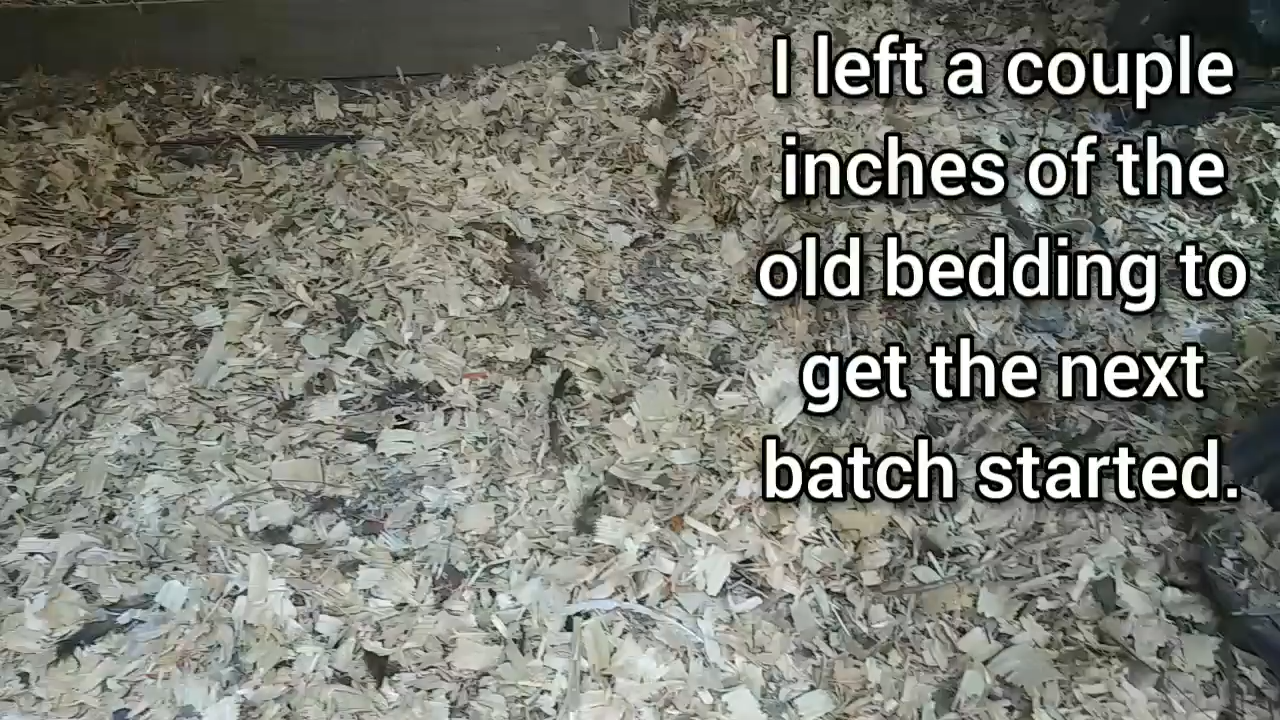 I left a couple
inches of the
old bedding to
get the next
batch started.